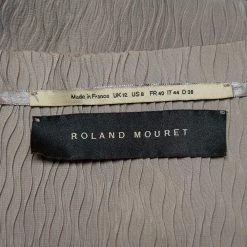 Made in France UK 12 US 8 FR 40 IT 44 D 38
ROLAND MOURET